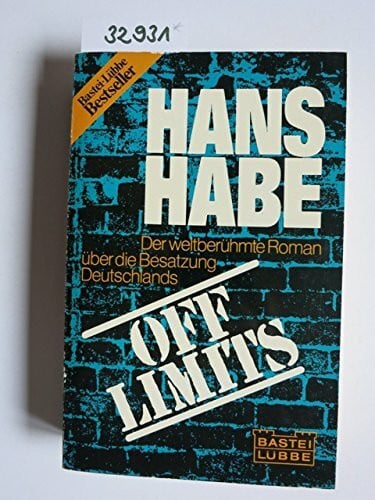 32931
Bastei-Lübbe
Bestseller
HANS
HABE
Der weltberühmte Roman
über die Besatzung
Deutschlands
OFF
LIMITS
BASTEI
LÜBBE